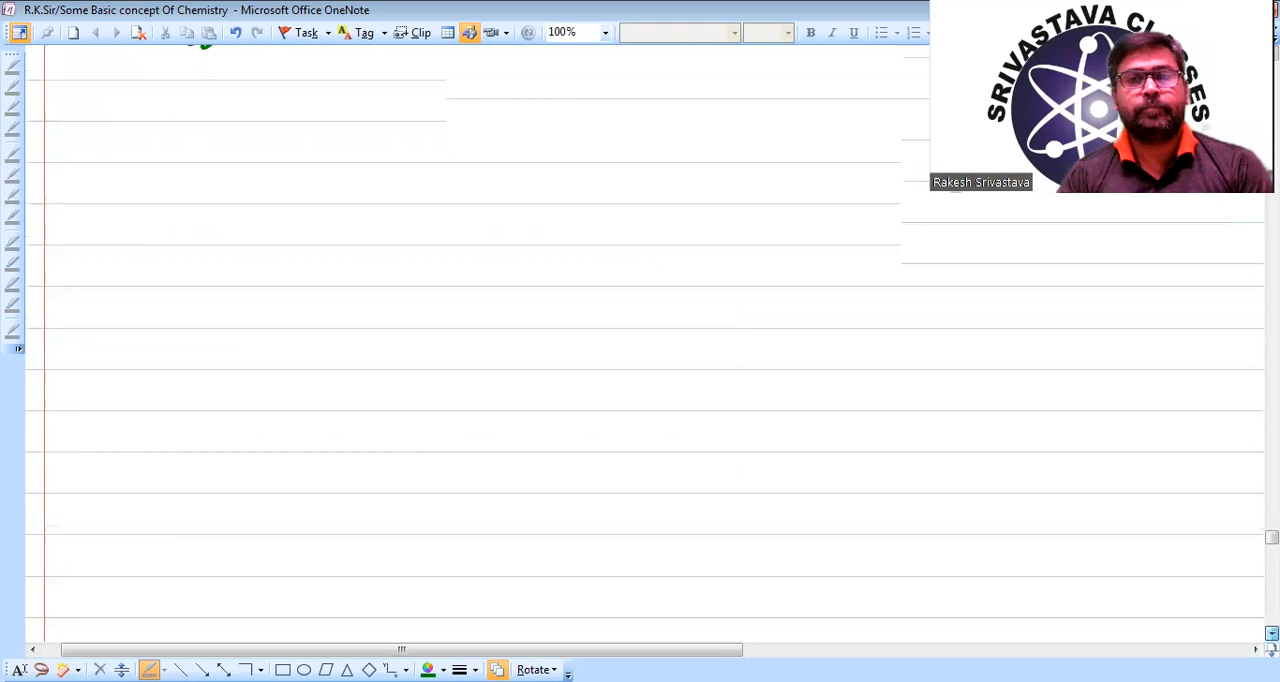 R.K.Sir/Some Basic concept Of Chemistry - Microsoft Office OneNote
Task Tag Clip 100% B I U
SRIVASTAVA CLASSES
Rakesh Srivastava
Rotate